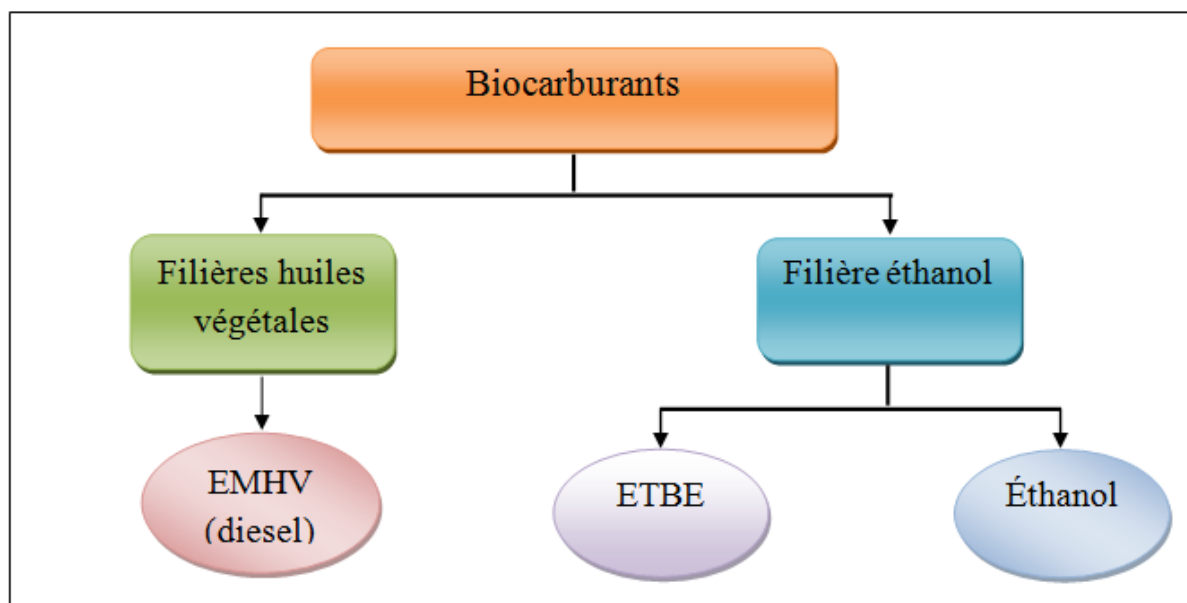 Biocarburants
Filières huiles
végétales
Filière éthanol
EMHV
(diesel)
ETBE
Éthanol